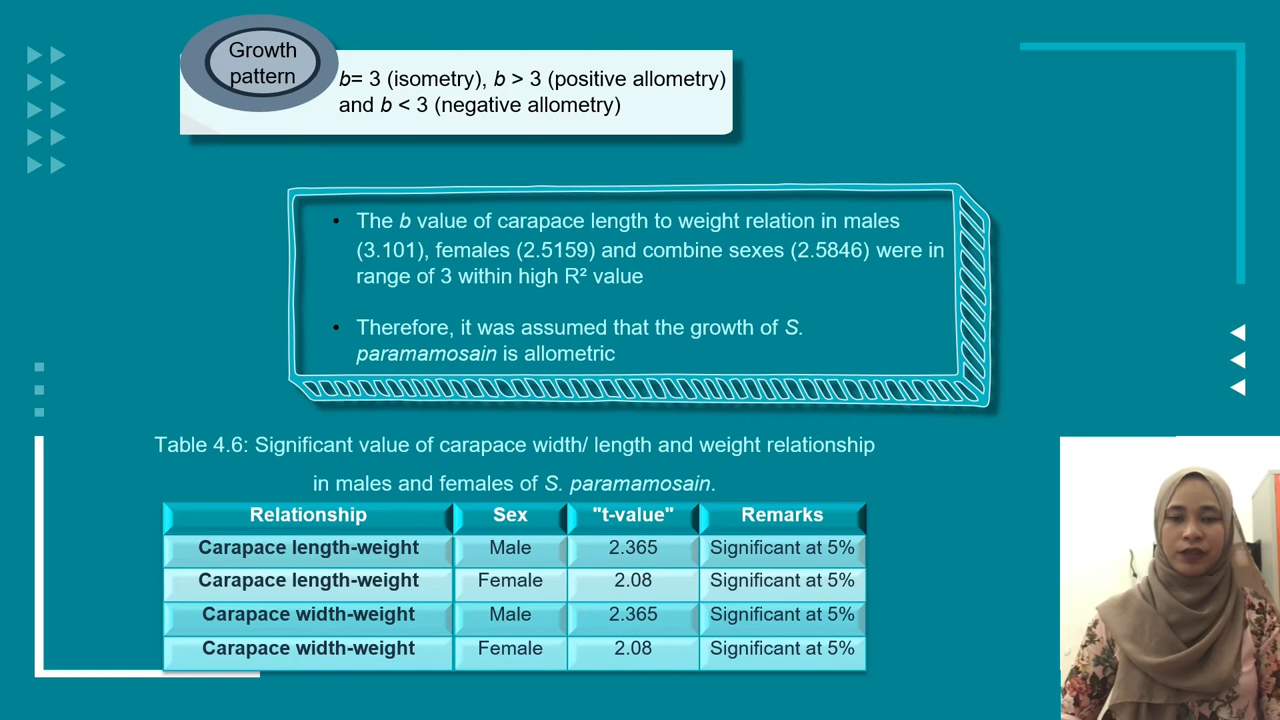 Growth
pattern
b= 3 (isometry), b > 3 (positive allometry)
and b < 3 (negative allometry)
• The b value of carapace length to weight relation in males
(3.101), females (2.5159) and combine sexes (2.5846) were in
range of 3 within high R² value
• Therefore, it was assumed that the growth of S.
paramamosain is allometric
Table 4.6: Significant value of carapace width/ length and weight relationship
in males and females of S. paramamosain.
Relationship Sex "t-value" Remarks
Carapace length-weight Male 2.365 Significant at 5%
Carapace length-weight Female 2.08 Significant at 5%
Carapace width-weight Male 2.365 Significant at 5%
Carapace width-weight Female 2.08 Significant at 5%